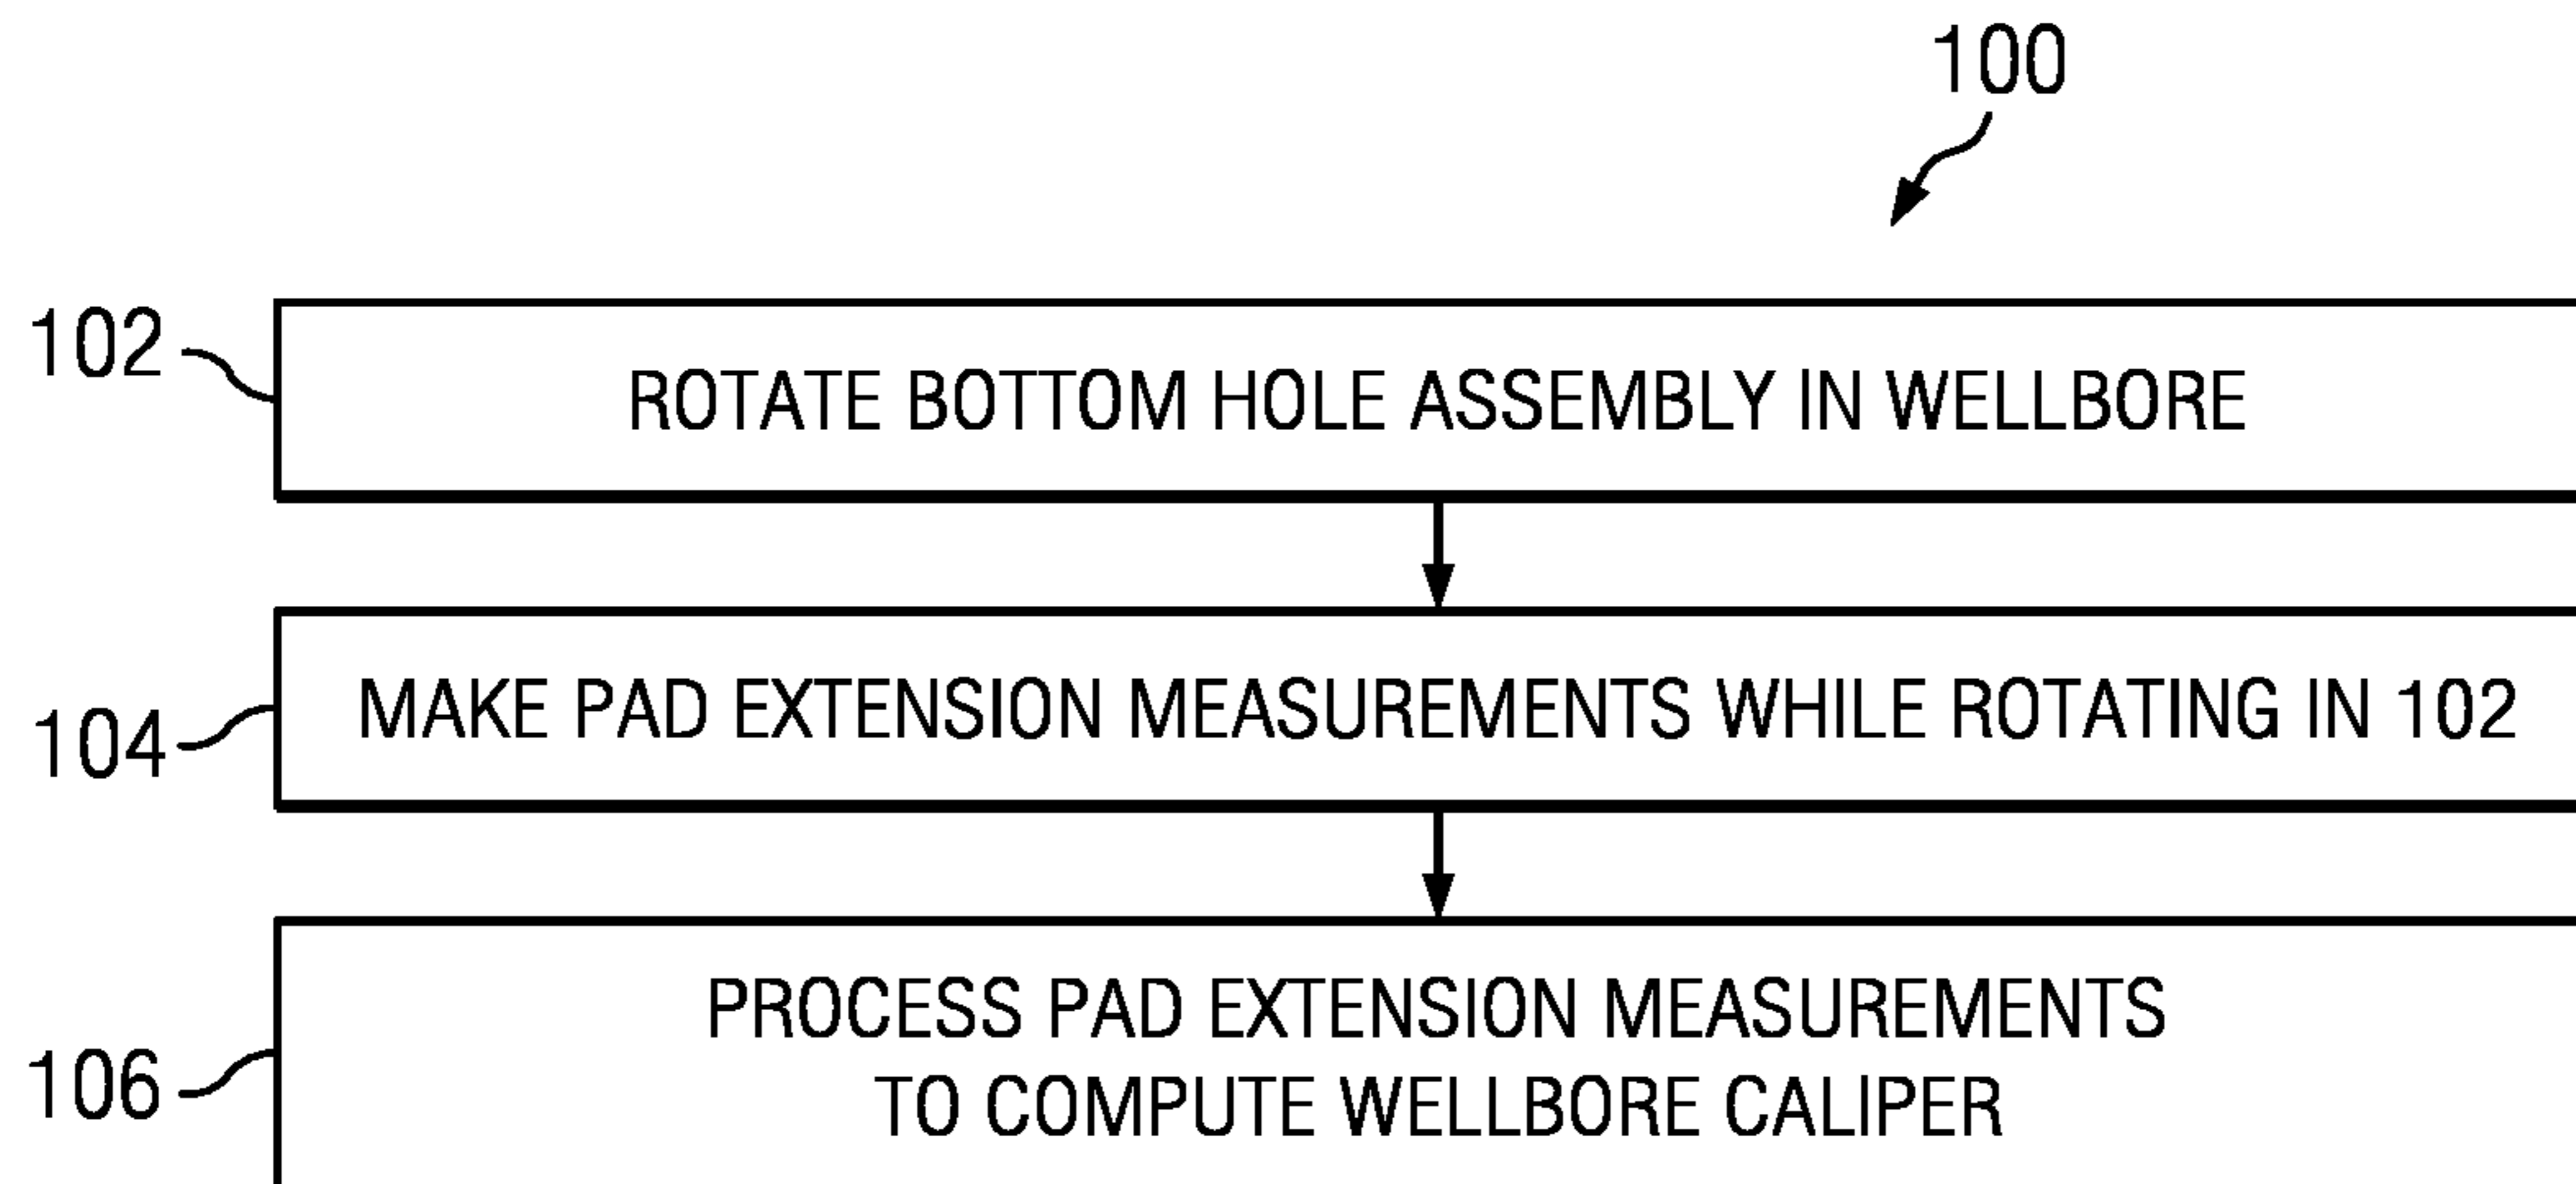 100
102
ROTATE BOTTOM HOLE ASSEMBLY IN WELLBORE
104
MAKE PAD EXTENSION MEASUREMENTS WHILE ROTATING IN 102
106
PROCESS PAD EXTENSION MEASUREMENTS
TO COMPUTE WELLBORE CALIPER